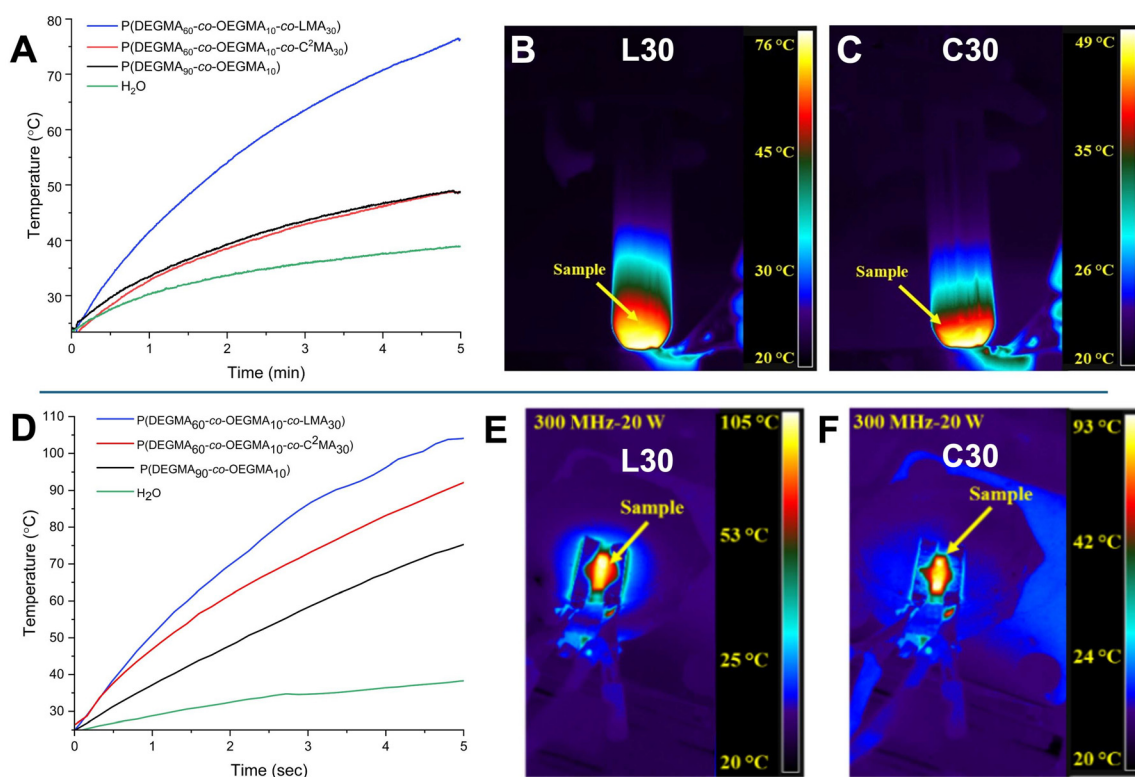 A
80
70
60
50
40
30
0
1
2
3
4
5
Temperature (°C)
Time (min)
P(DEGMA₆₀-co-OEGMA₁₀-co-LMA₃₀)
P(DEGMA₆₀-co-OEGMA₁₀-co-C²MA₃₀)
P(DEGMA₉₀-co-OEGMA₁₀)
H₂O
B
L30
Sample
76 °C
45 °C
30 °C
20 °C
C
C30
Sample
49 °C
35 °C
26 °C
20 °C
D
110
100
90
80
70
60
50
40
30
0
1
2
3
4
5
Temperature (°C)
Time (sec)
P(DEGMA₆₀-co-OEGMA₁₀-co-LMA₃₀)
P(DEGMA₆₀-co-OEGMA₁₀-co-C²MA₃₀)
P(DEGMA₉₀-co-OEGMA₁₀)
H₂O
E
300 MHz-20 W
L30
Sample
105 °C
53 °C
25 °C
20 °C
F
300 MHz-20 W
C30
Sample
93 °C
42 °C
24 °C
20 °C